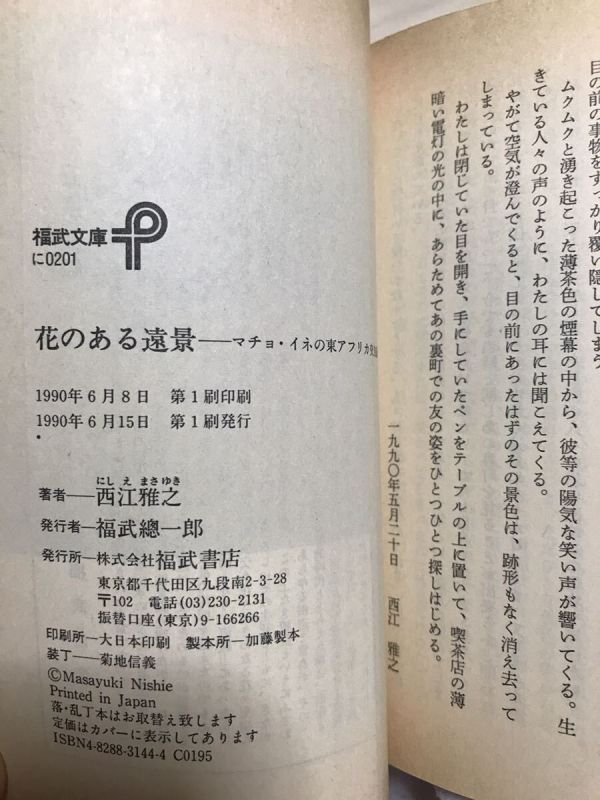 目の前の事物をすっかり覆い隠してしまう
ムクムクと湧き起こった薄茶色の煙幕の中から、彼等の陽気な笑い声が響いてくる。生
きている人々の声のように、わたしの耳には聞こえてくる。
やがて空気が澄んでくると、目の前にあったはずのその景色は、跡形もなく消え去って
しまっている。
わたしは閉じていた目を開き、手にしていたペンをテーブルの上に置いて、喫茶店の薄
暗い電灯の光の中に、あらためてあの裏町での友の姿をひとつひとつ探しはじめる。
一九九〇年五月二十日 西江 雅之
福武文庫
に0201
花のある遠景――マチョ・イネの東アフリカ
1990年6月8日 第1刷印刷
1990年6月15日 第1刷発行
にしえ まさゆき
著者――西江雅之
発行者―福武總一郎
発行所―株式会社福武書店
東京都千代田区九段南2-3-28
〒102 電話(03)230-2131
振替口座(東京)9-166266
印刷所―大日本印刷 製本所―加藤製本
装丁―菊地信義
©Masayuki Nishie
Printed in Japan
落・乱丁本はお取替え致します
定価はカバーに表示してあります
ISBN4-8288-3144-4 C0195